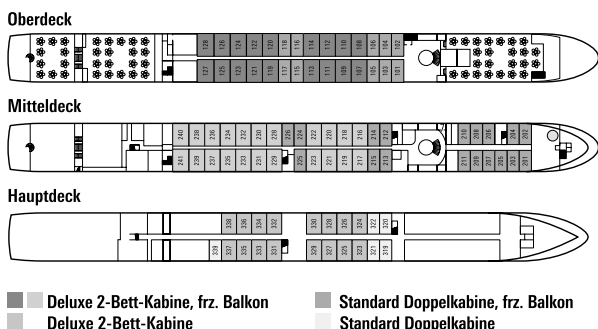 Oberdeck
128 126 124 122 120 118 116 114 112 110 108 106 104 102
127 125 123 121 119 117 115 113 111 109 107 105 103 101
Mitteldeck
240 238 236 234 232 230 228 226 224 222 220 218 216 214 212 210 208 206 204 202
241 239 237 235 233 231 229 225 223 221 219 217 215 213 211 209 207 205 203 201
Hauptdeck
338 336 334 332 330 328 326 324 322 320
339 337 335 333 331 329 327 325 323 321 319
Deluxe 2-Bett-Kabine, frz. Balkon
Standard Doppelkabine, frz. Balkon
Deluxe 2-Bett-Kabine
Standard Doppelkabine